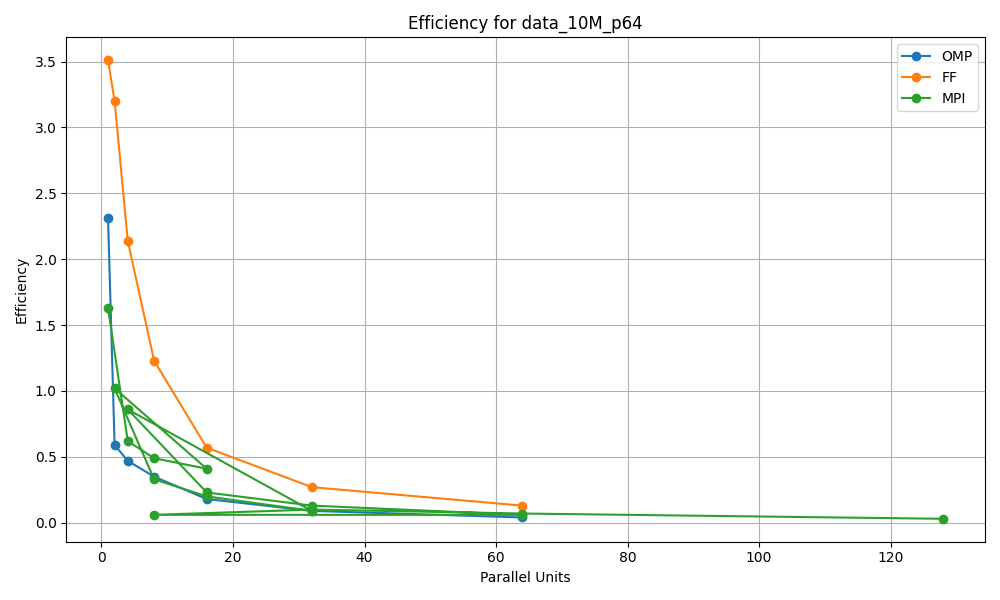 Efficiency for data_10M_p64
OMP
FF
MPI
3.5
3.0
2.5
2.0
1.5
1.0
0.5
0.0
Efficiency
0 20 40 60 80 100 120
Parallel Units